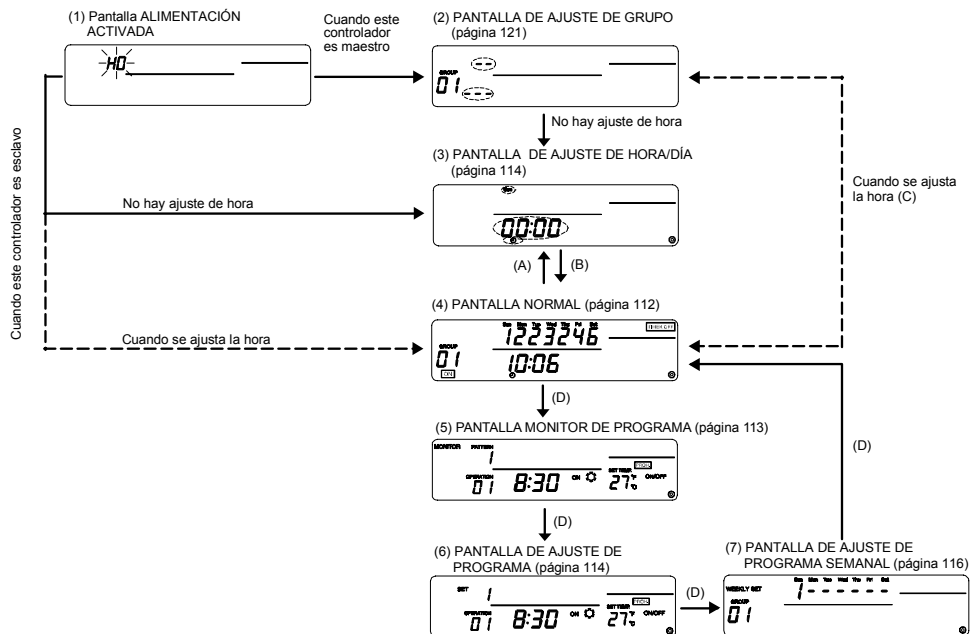 (1) Pantalla ALIMENTACIÓN
ACTIVADA
HO
Cuando este
controlador
es maestro
(2) PANTALLA DE AJUSTE DE GRUPO
(página 121)
GROUP
01
-- 
---
No hay ajuste de hora
(3) PANTALLA DE AJUSTE DE HORA/DÍA
(página 114)
Sun
00:00
Cuando este controlador es esclavo
No hay ajuste de hora
Cuando se ajusta
la hora (C)
(A)
(B)
(4) PANTALLA NORMAL (página 112)
Sun Mon Tue Wed Thu Fri Sat
1223246
TIMER OFF
GROUP
01
ON
10:06
Cuando se ajusta la hora
(D)
(5) PANTALLA MONITOR DE PROGRAMA (página 113)
MONITOR PATTERN
1
OPERATION
01 8:30 ON SET TEMP. 27 °F °C ON/OFF
(D)
(D)
(6) PANTALLA DE AJUSTE DE
PROGRAMA (página 114)
SET 1
OPERATION
01 8:30 ON SET TEMP. 27 °F °C ON/OFF
(D)
(7) PANTALLA DE AJUSTE DE
PROGRAMA SEMANAL (página 116)
Sun Mon Tue Wed Thu Fri Sat
WEEKLY SET 1 - - - - - -
GROUP
01